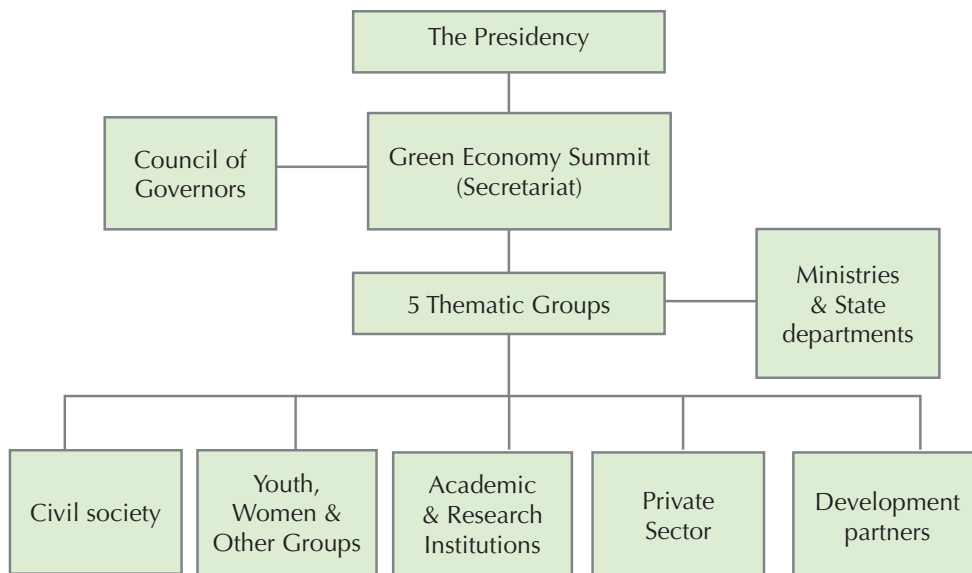 The Presidency
Council of
Governors
Green Economy Summit
(Secretariat)
5 Thematic Groups
Ministries
& State
departments
Civil society
Youth,
Women &
Other Groups
Academic
& Research
Institutions
Private
Sector
Development
partners